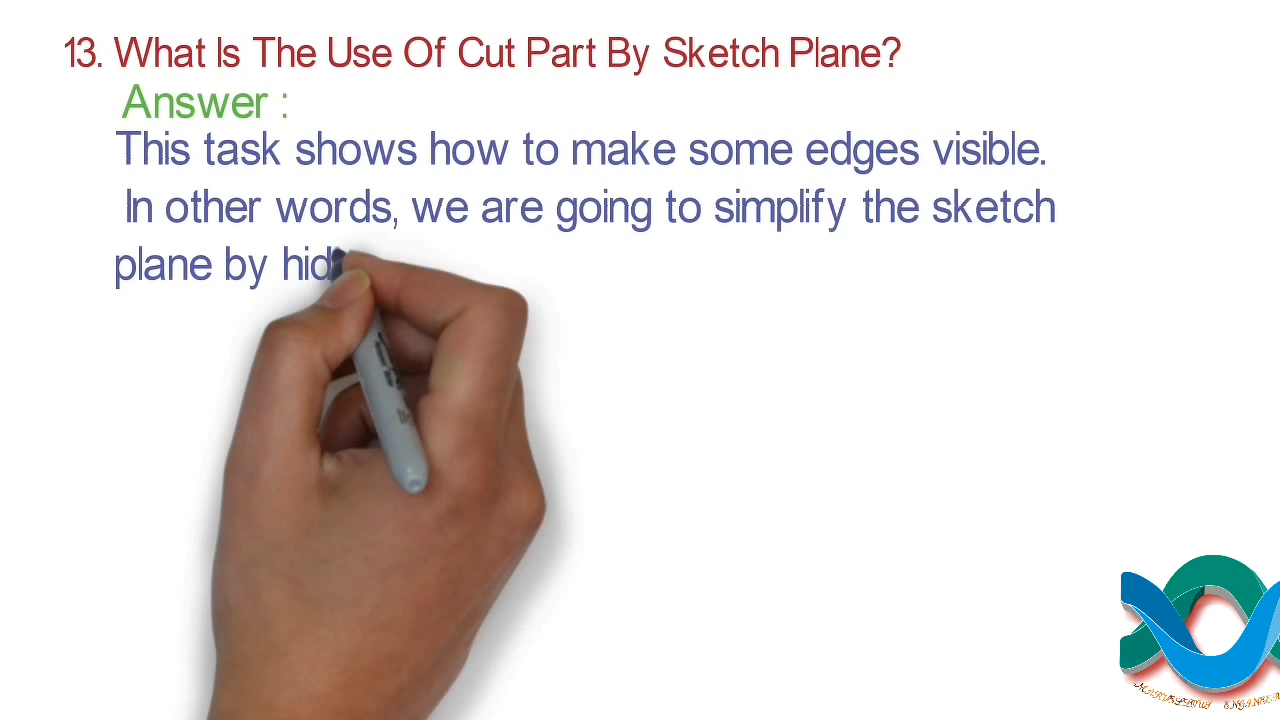 13. What Is The Use Of Cut Part By Sketch Plane?
Answer :
This task shows how to make some edges visible.
In other words, we are going to simplify the sketch
plane by hid